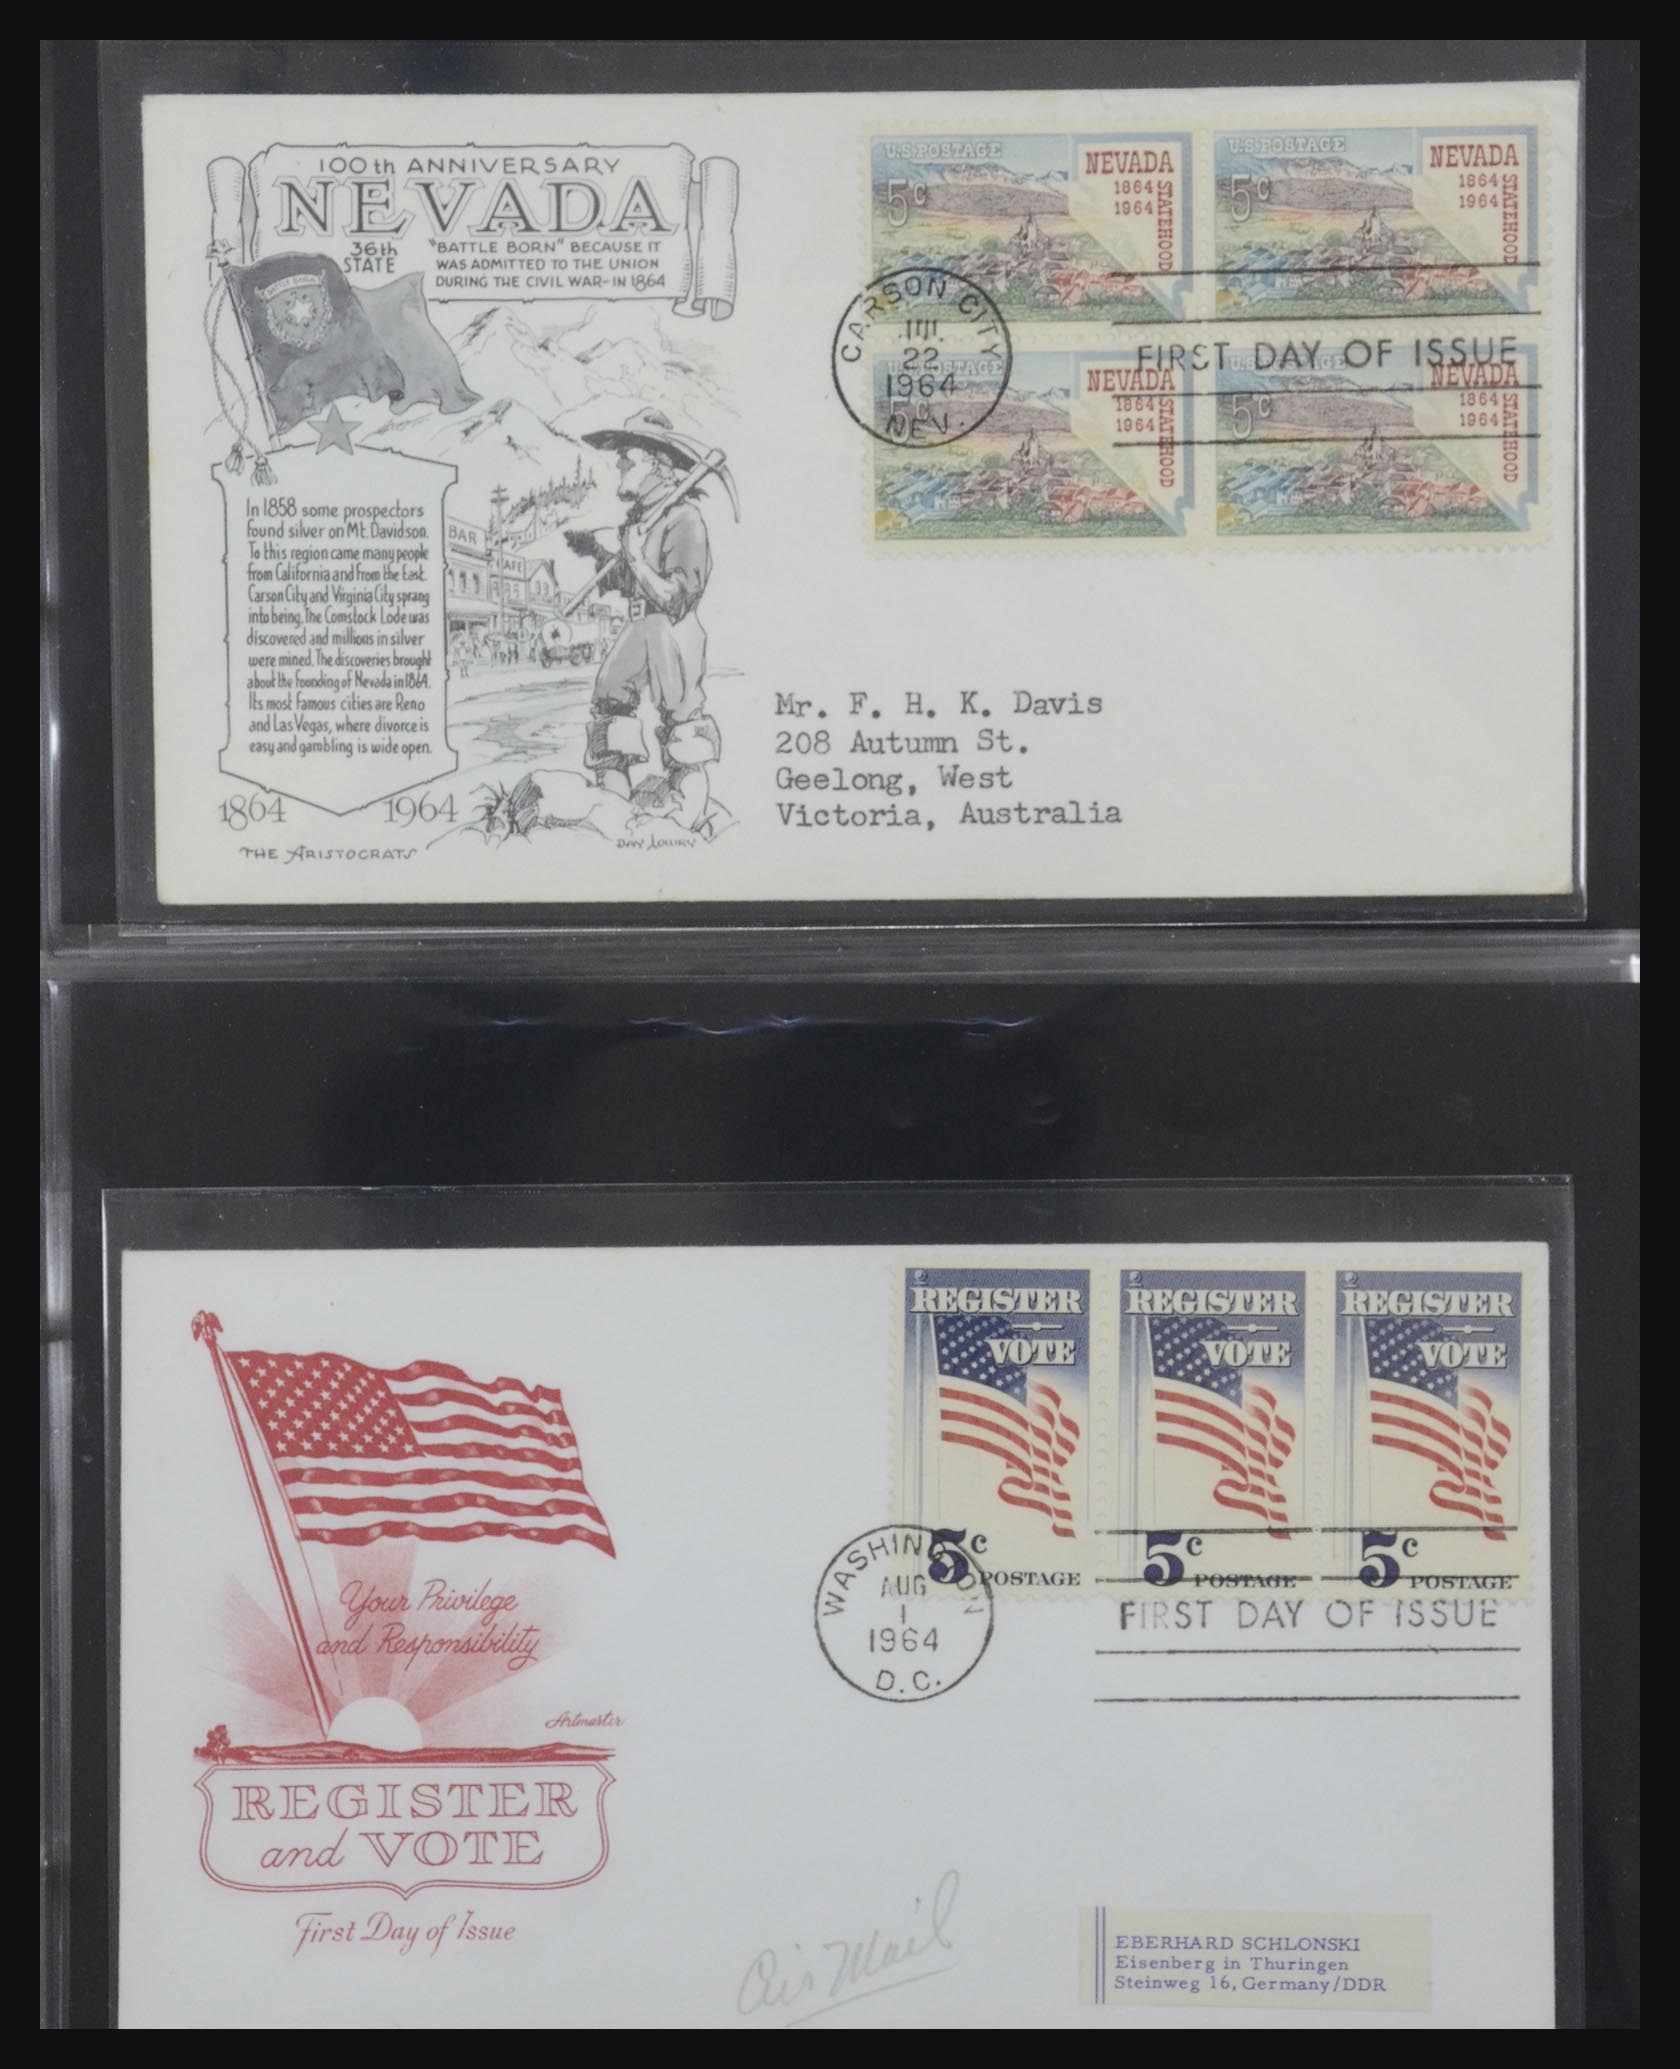 100th ANNIVERSARY
NEVADA
36th
STATE
"BATTLE BORN" BECAUSE IT
WAS ADMITTED TO THE UNION
DURING THE CIVIL WAR-IN 1864
BATTLE BORN
In 1858 some prospectors
found silver on Mt. Davidson.
To this region came many people
from California and from the East.
Carson City and Virginia City sprang
into being. The Comstock Lode was
discovered and millions in silver
were mined. The discoveries brought
about the founding of Nevada in 1864.
Its most famous cities are Reno
and Las Vegas, where divorce is
easy and gambling is wide open.
BAR
CAFE
1864 1964
THE ARISTOCRATS
DAY LOWRY
U.S. POSTAGE
5c
NEVADA
1864
1964
STATEHOOD
U.S. POSTAGE
5c
NEVADA
1864
1964
STATEHOOD
U.S. POSTAGE
5c
NEVADA
1864
1964
STATEHOOD
U.S. POSTAGE
5c
NEVADA
1864
1964
STATEHOOD
CARSON CITY
JUL
22
1964
NEV.
FIRST DAY OF ISSUE
Mr. F. H. K. Davis
208 Autumn St.
Geelong, West
Victoria, Australia
REGISTER
VOTE
5c POSTAGE
REGISTER
VOTE
5c POSTAGE
REGISTER
VOTE
5c POSTAGE
WASHINGTON
AUG
1
1964
D.C.
FIRST DAY OF ISSUE
Your Privilege
and Responsibility
Artmaster
REGISTER
and VOTE
First Day of Issue
Air Mail
EBERHARD SCHLONSKI
Eisenberg in Thuringen
Steinweg 16, Germany/DDR